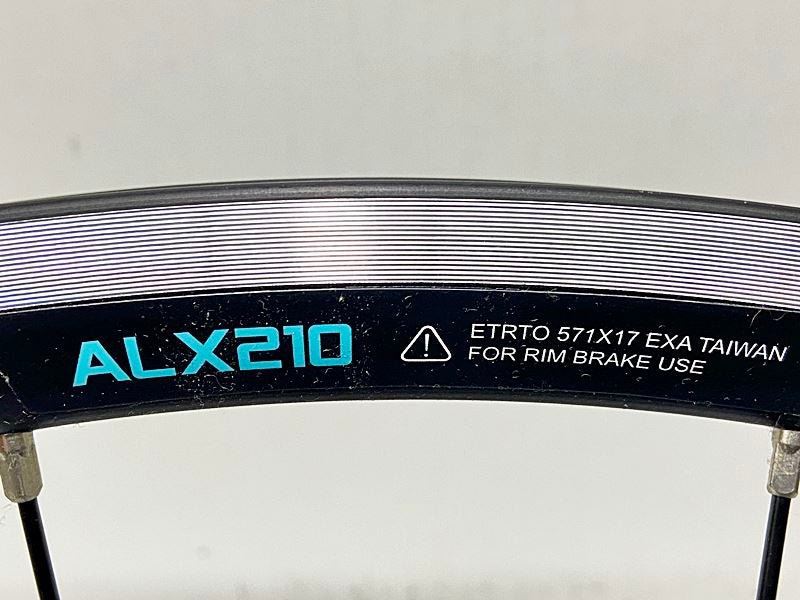 ALX210
ETRTO 571X17 EXA TAIWAN
FOR RIM BRAKE USE